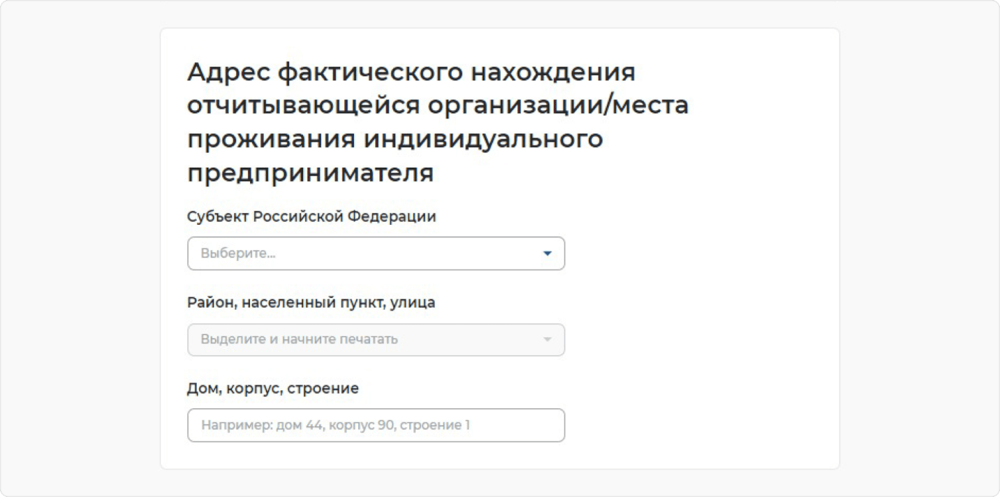 Адрес фактического нахождения
отчитывающейся организации/места
проживания индивидуального
предпринимателя
Субъект Российской Федерации
Выберите...
Район, населенный пункт, улица
Выделите и начните печатать
Дом, корпус, строение
Например: дом 44, корпус 90, строение 1